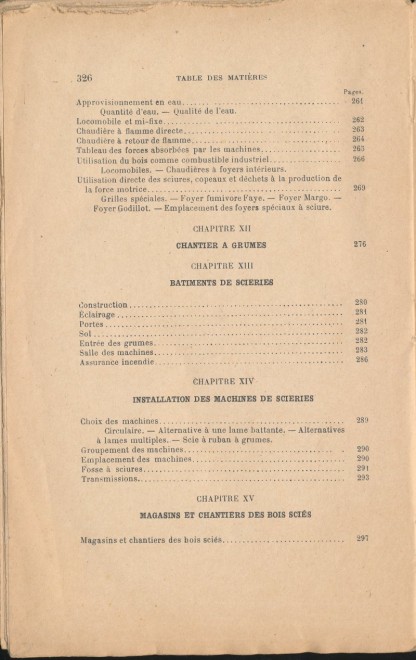 326 TABLE DES MATIÈRES
Pages.
Approvisionnement en eau 261
Quantité d'eau. — Qualité de l'eau.
Locomobile et mi-fixe 262
Chaudière à flamme directe 263
Chaudière à retour de flamme 264
Tableau des forces absorbées par les machines 265
Utilisation du bois comme combustible industriel 266
Locomobiles. — Chaudières à foyers intérieurs.
Utilisation directe des sciures, copeaux et déchets à la production de
la force motrice 269
Grilles spéciales. — Foyer fumivore Faye. — Foyer Margo. —
Foyer Godillot. — Emplacement des foyers spéciaux à sciure.
CHAPITRE XII
CHANTIER A GRUMES 276
CHAPITRE XIII
BATIMENTS DE SCIERIES
Construction 280
Éclairage 281
Portes 281
Sol 282
Entrée des grumes 282
Salle des machines 283
Assurance incendie 286
CHAPITRE XIV
INSTALLATION DES MACHINES DE SCIERIES
Choix des machines 289
Circulaire. — Alternative à une lame battante. — Alternatives
à lames multiples. — Scie à ruban à grumes.
Groupement des machines 290
Emplacement des machines 290
Fosse à sciures 291
Transmissions 293
CHAPITRE XV
MAGASINS ET CHANTIERS DES BOIS SCIÉS
Magasins et chantiers des bois sciés 297